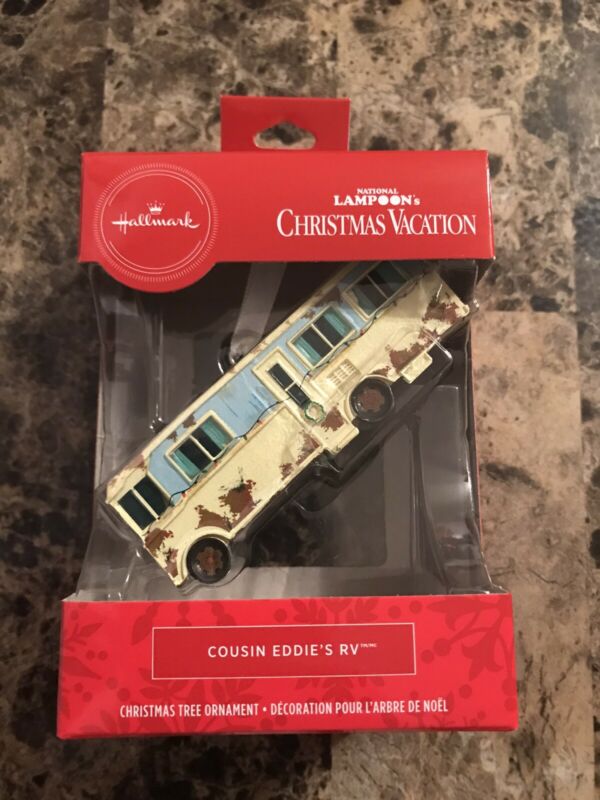 Hallmark
NATIONAL
LAMPOON's
CHRISTMAS VACATION
COUSIN EDDIE'S RV™/MC
CHRISTMAS TREE ORNAMENT • DÉCORATION POUR L'ARBRE DE NOËL